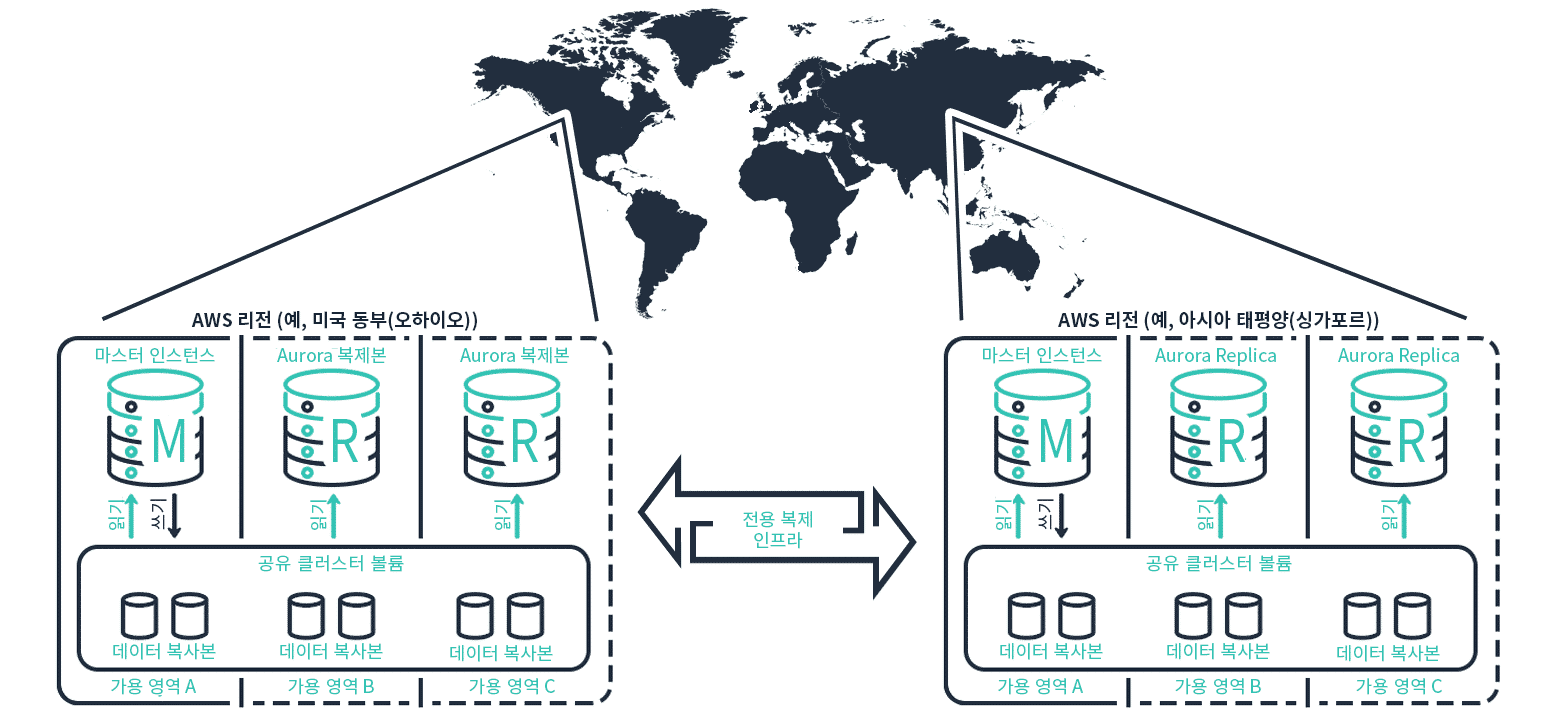 AWS 리전 (예, 미국 동부(오하이오))
마스터 인스턴스
Aurora 복제본
Aurora 복제본
M
R
R
읽기
쓰기
읽기
읽기
공유 클러스터 볼륨
데이터 복사본
데이터 복사본
데이터 복사본
가용 영역 A
가용 영역 B
가용 영역 C
전용 복제
인프라
AWS 리전 (예, 아시아 태평양(싱가포르))
마스터 인스턴스
Aurora Replica
Aurora Replica
M
R
R
읽기
쓰기
읽기
읽기
공유 클러스터 볼륨
데이터 복사본
데이터 복사본
데이터 복사본
가용 영역 A
가용 영역 B
가용 영역 C